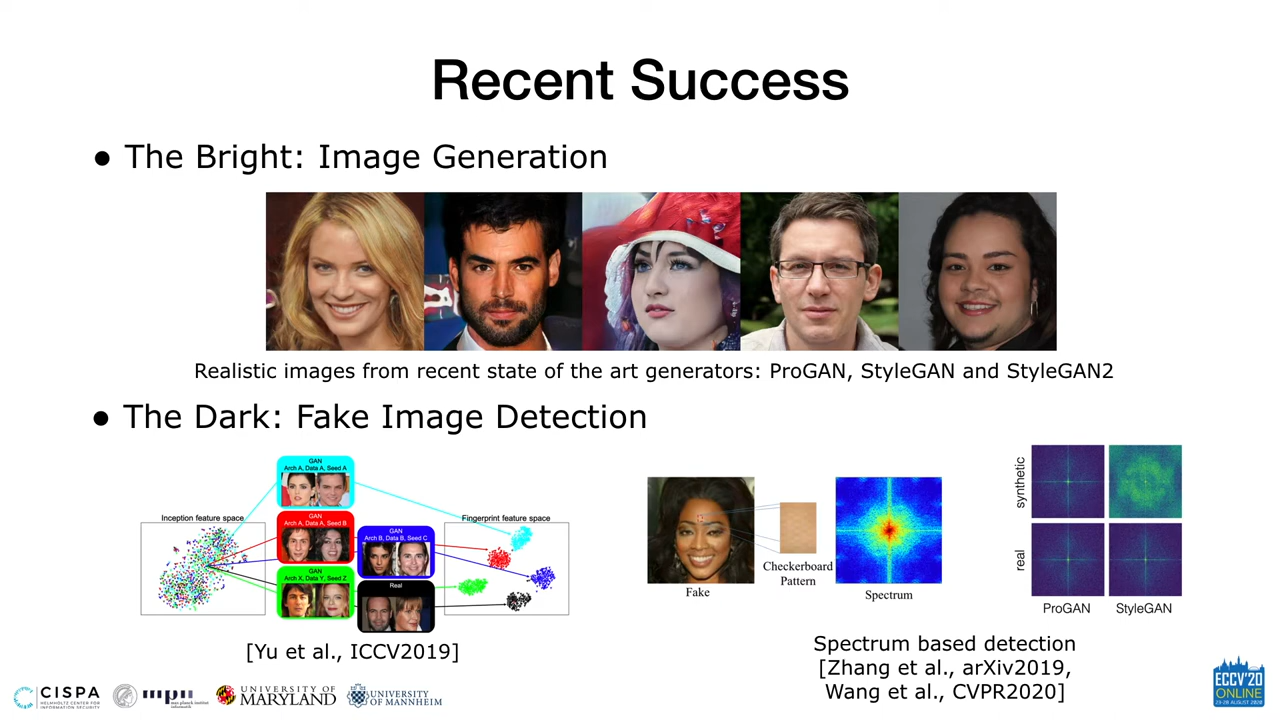 Recent Success
● The Bright: Image Generation
Realistic images from recent state of the art generators: ProGAN, StyleGAN and StyleGAN2
● The Dark: Fake Image Detection
GAN
Arch A, Data A, Seed A
Inception feature space
GAN
Arch A, Data A, Seed B
GAN
Arch B, Data B, Seed C
Fingerprint feature space
GAN
Arch X, Data Y, Seed Z
Real
[Yu et al., ICCV2019]
Fake
Checkerboard
Pattern
Spectrum
synthetic
real
ProGAN
StyleGAN
Spectrum based detection
[Zhang et al., arXiv2019,
Wang et al., CVPR2020]
CISPA
HELMHOLTZ CENTER FOR
INFORMATION SECURITY
max planck institut
informatik
UNIVERSITY OF
MARYLAND
UNIVERSITY
OF MANNHEIM
ECCV'20
ONLINE
23-28 AUGUST 2020